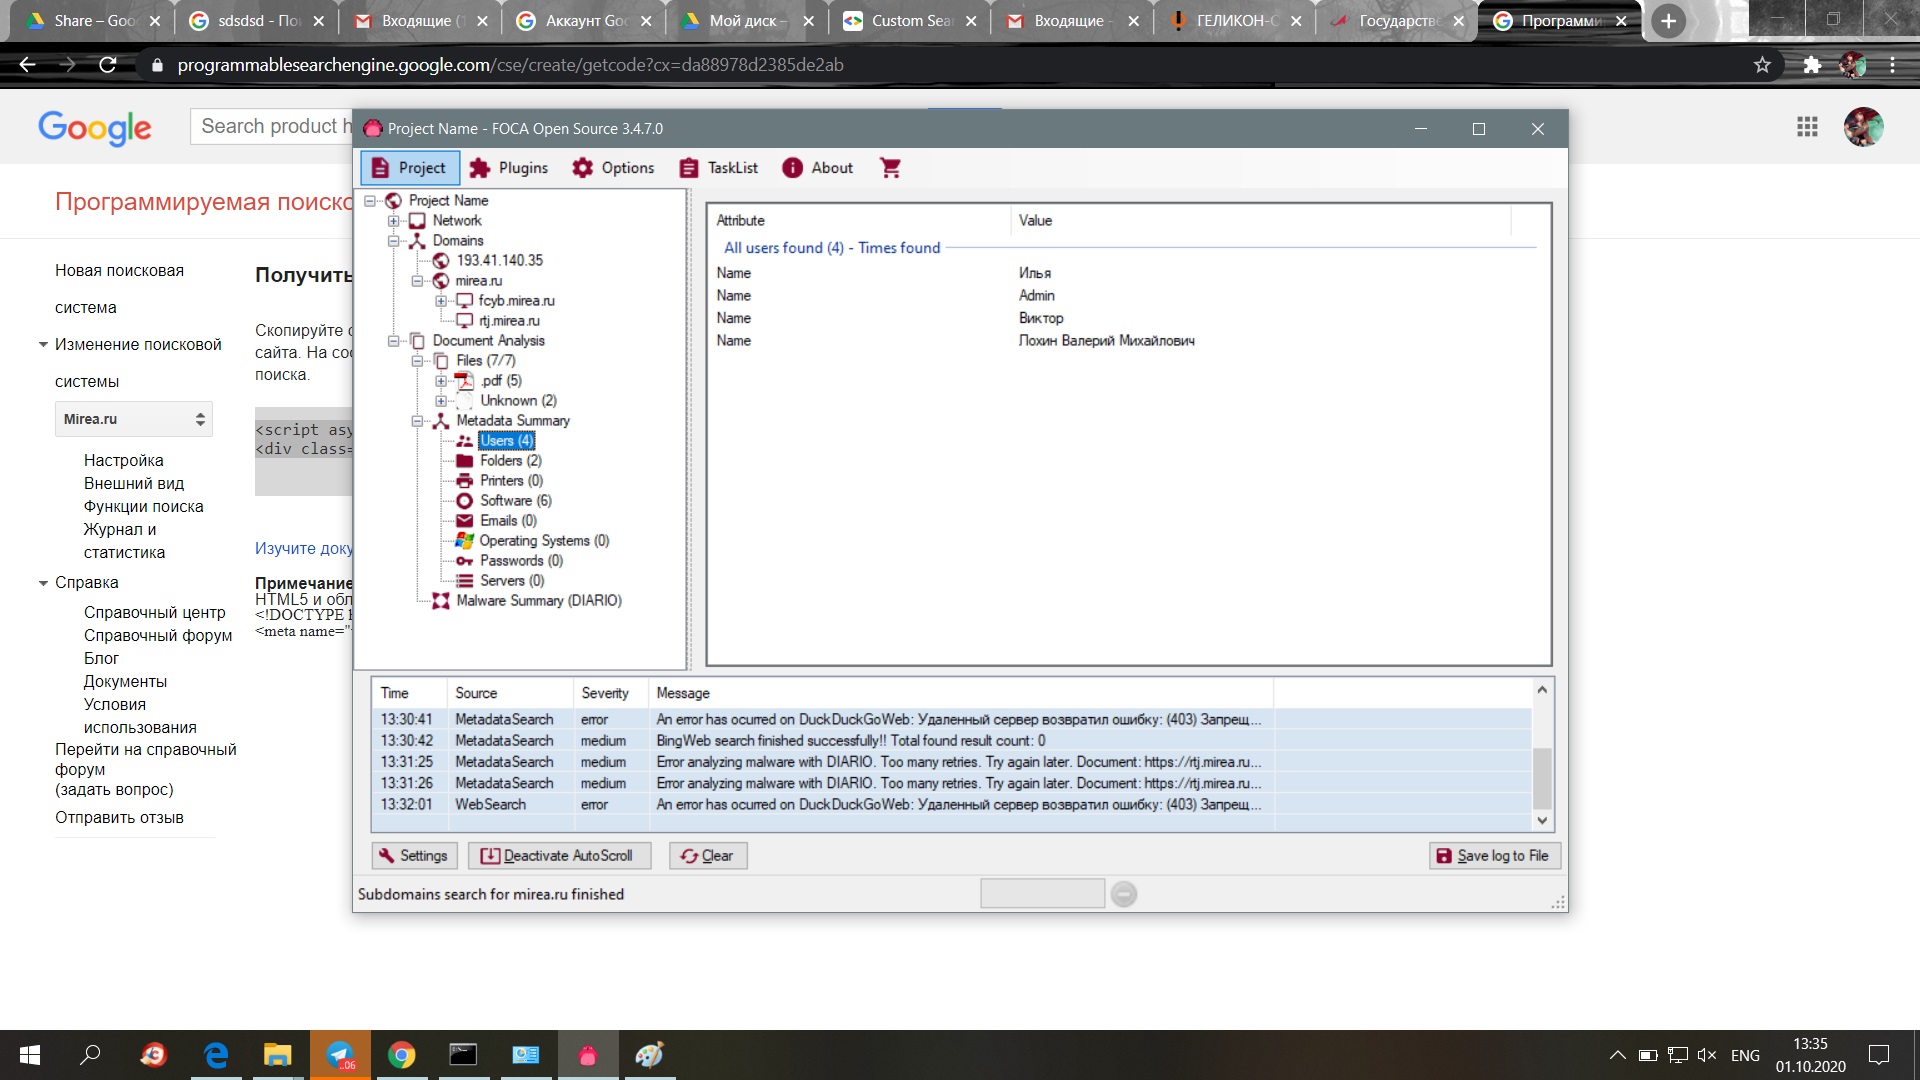 Share – Goo
sdsdsd - По
Входящие (1
Аккаунт Goo
Мой диск –
Custom Sea
Входящие -
ГЕЛИКОН-О
Государств
Программи
programmablesearchengine.google.com/cse/create/getcode?cx=da88978d2385de2ab
Google
Search product h
Программируемая поиско
Новая поисковая
система
Изменение поисковой
системы
Mirea.ru
Настройка
Внешний вид
Функции поиска
Журнал и
статистика
Справка
Справочный центр
Справочный форум
Блог
Документы
Условия
использования
Перейти на справочный
форум
(задать вопрос)
Отправить отзыв
Получить
Скопируйте
сайта. На соо
поиска.
<script asy
<div class=
Изучите доку
Примечание
HTML5 и обл
<!DOCTYPE
<meta name="
Project Name - FOCA Open Source 3.4.7.0
Project
Plugins
Options
TaskList
About
Project Name
Network
Domains
193.41.140.35
mirea.ru
fcyb.mirea.ru
rtj.mirea.ru
Document Analysis
Files (7/7)
.pdf (5)
Unknown (2)
Metadata Summary
Users (4)
Folders (2)
Printers (0)
Software (6)
Emails (0)
Operating Systems (0)
Passwords (0)
Servers (0)
Malware Summary (DIARIO)
Attribute Value
All users found (4) - Times found
Name Илья
Name Admin
Name Виктор
Name Лохин Валерий Михайлович
Time Source Severity Message
13:30:41 MetadataSearch error An error has ocurred on DuckDuckGoWeb: Удаленный сервер возвратил ошибку: (403) Запрещ...
13:30:42 MetadataSearch medium BingWeb search finished successfully!! Total found result count: 0
13:31:25 MetadataSearch medium Error analyzing malware with DIARIO. Too many retries. Try again later. Document: https://rtj.mirea.ru...
13:31:26 MetadataSearch medium Error analyzing malware with DIARIO. Too many retries. Try again later. Document: https://rtj.mirea.ru...
13:32:01 WebSearch error An error has ocurred on DuckDuckGoWeb: Удаленный сервер возвратил ошибку: (403) Запрещ...
Settings
Deactivate AutoScroll
Clear
Save log to File
Subdomains search for mirea.ru finished
..06
ENG
13:35
01.10.2020